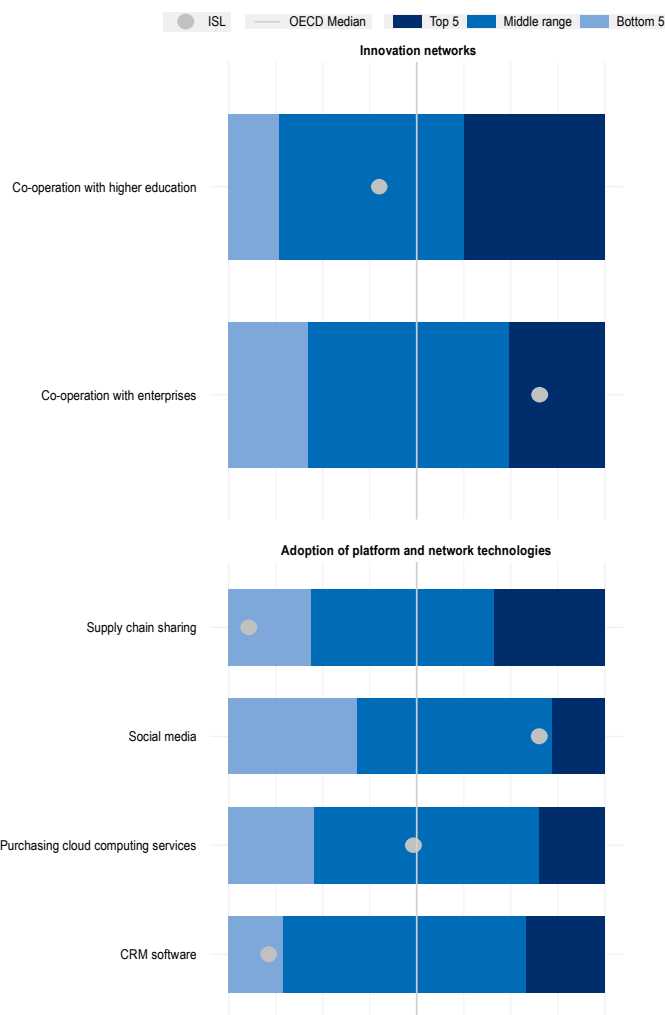 ISL OECD Median Top 5 Middle range Bottom 5
Innovation networks
Co-operation with higher education
Co-operation with enterprises
Adoption of platform and network technologies
Supply chain sharing
Social media
Purchasing cloud computing services
CRM software